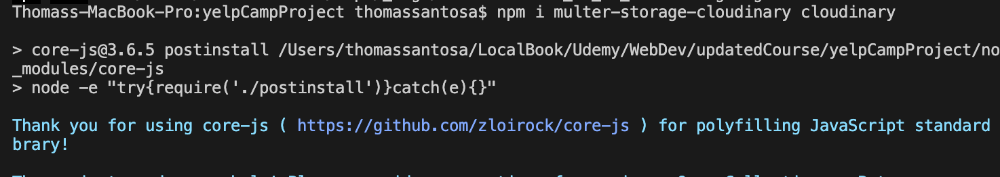 Thomass-MacBook-Pro:yelpCampProject thomassantosa$ npm i multer-storage-cloudinary cloudinary
> core-js@3.6.5 postinstall /Users/thomassantosa/LocalBook/Udemy/WebDev/updatedCourse/yelpCampProject/no
_modules/core-js
> node -e "try{require('./postinstall')}catch(e){}"
Thank you for using core-js ( https://github.com/zloirock/core-js ) for polyfilling JavaScript standard
brary!